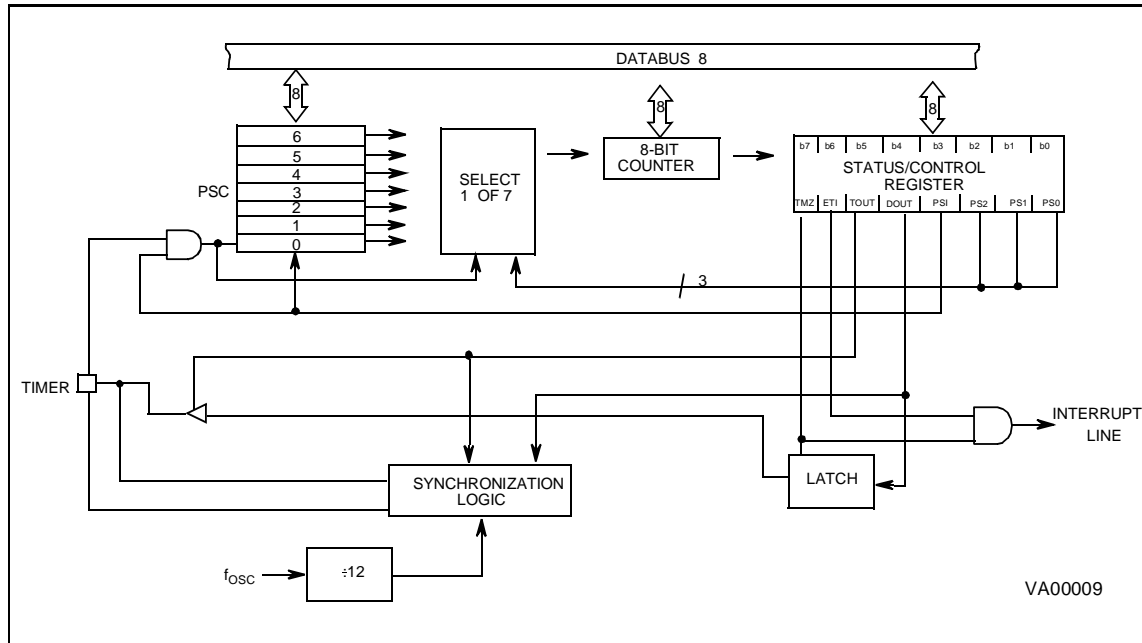 DATABUS 8
8
8
8
6
5
4
3
2
1
0
PSC
SELECT
1 OF 7
8-BIT
COUNTER
b7 b6 b5 b4 b3 b2 b1 b0
STATUS/CONTROL
REGISTER
TMZ ETI TOUT DOUT PSI PS2 PS1 PS0
3
TIMER
SYNCHRONIZATION
LOGIC
LATCH
INTERRUPT
LINE
fOSC
÷12
VA00009